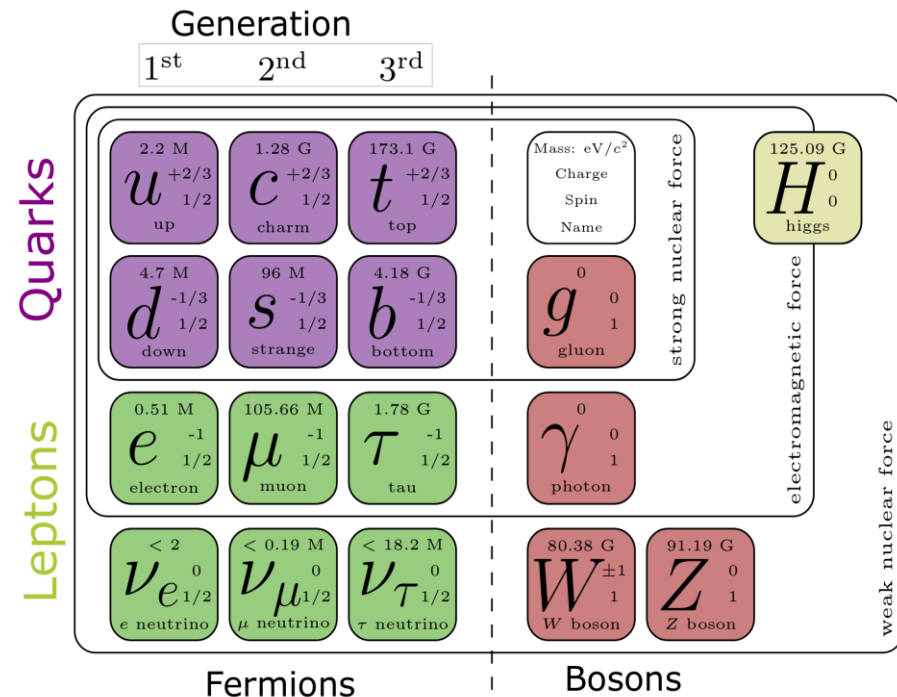 Generation
1st 2nd 3rd
Quarks
Leptons
2.2 M
u
+2/3
1/2
up
1.28 G
c
+2/3
1/2
charm
173.1 G
t
+2/3
1/2
top
Mass: eV/c²
Charge
Spin
Name
strong nuclear force
125.09 G
H
0
0
higgs
4.7 M
d
-1/3
1/2
down
96 M
s
-1/3
1/2
strange
4.18 G
b
-1/3
1/2
bottom
0
g
0
1
gluon
electromagnetic force
0.51 M
e
-1
1/2
electron
105.66 M
μ
-1
1/2
muon
1.78 G
τ
-1
1/2
tau
0
γ
0
1
photon
weak nuclear force
< 2
νe
0
1/2
e neutrino
< 0.19 M
νμ
0
1/2
μ neutrino
< 18.2 M
ντ
0
1/2
τ neutrino
80.38 G
W
±1
1
W boson
91.19 G
Z
0
1
Z boson
Fermions
Bosons